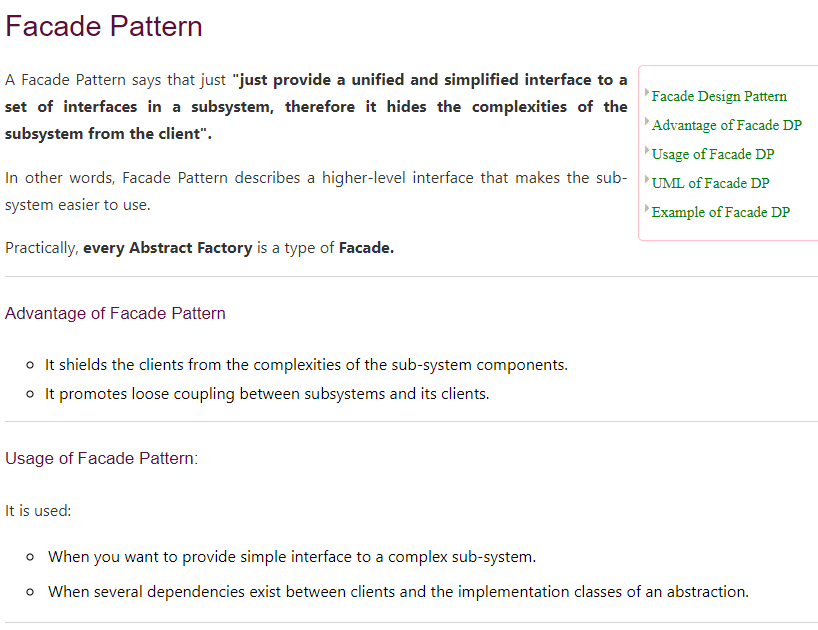 Facade Pattern
A Facade Pattern says that just "just provide a unified and simplified interface to a
set of interfaces in a subsystem, therefore it hides the complexities of the
subsystem from the client".
In other words, Facade Pattern describes a higher-level interface that makes the sub-
system easier to use.
Practically, every Abstract Factory is a type of Facade.
Facade Design Pattern
Advantage of Facade DP
Usage of Facade DP
UML of Facade DP
Example of Facade DP
Advantage of Facade Pattern
It shields the clients from the complexities of the sub-system components.
It promotes loose coupling between subsystems and its clients.
Usage of Facade Pattern:
It is used:
When you want to provide simple interface to a complex sub-system.
When several dependencies exist between clients and the implementation classes of an abstraction.